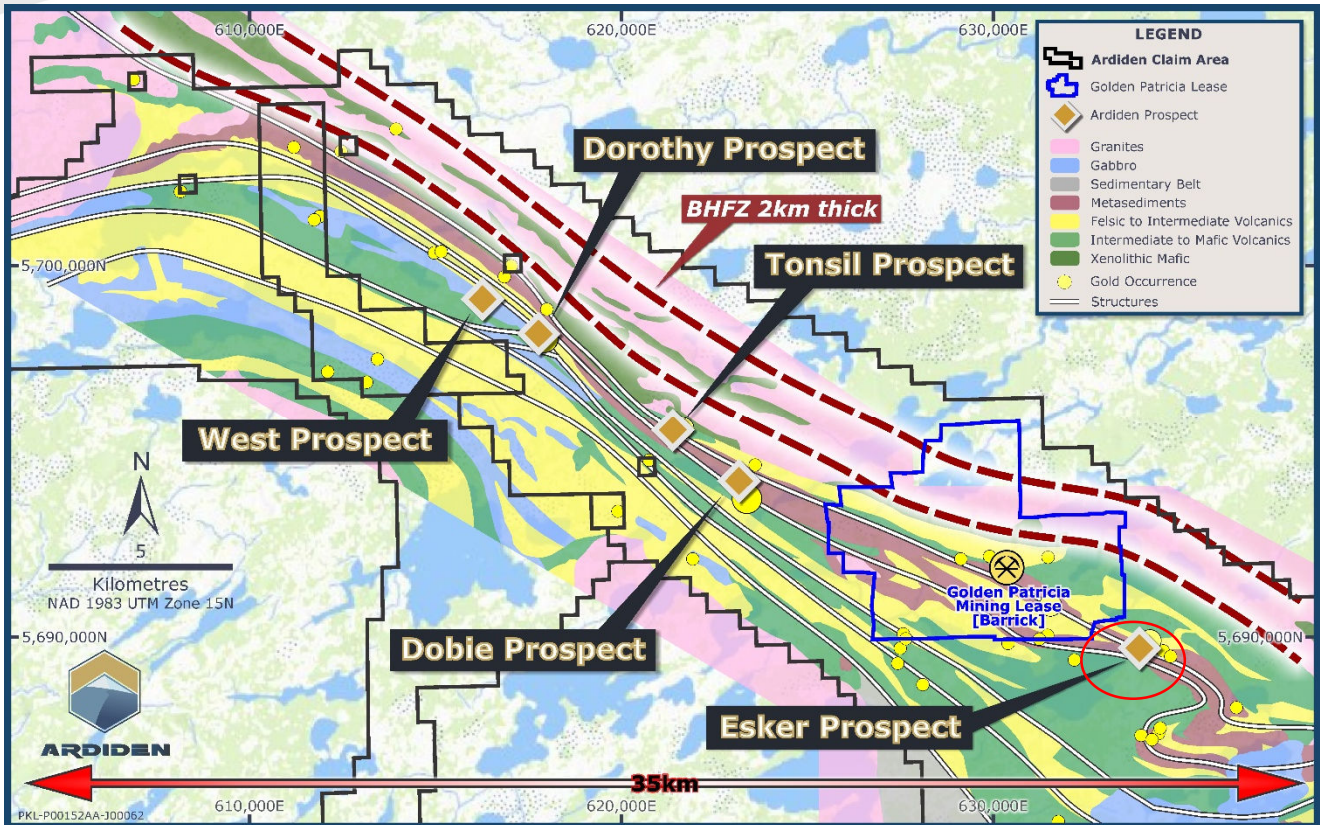 610,000E
620,000E
630,000E
LEGEND
Ardiden Claim Area
Golden Patricia Lease
Ardiden Prospect
Granites
Gabbro
Sedimentary Belt
Metasediments
Felsic to Intermediate Volcanics
Intermediate to Mafic Volcanics
Xenolithic Mafic
Gold Occurrence
Structures
Dorothy Prospect
BHFZ 2km thick
Tonsil Prospect
5,700,000N
West Prospect
N
5
Kilometres
NAD 1983 UTM Zone 15N
Golden Patricia
Mining Lease
[Barrick]
5,690,000N
5,690,000N
Dobie Prospect
Esker Prospect
ARDIDEN
35km
610,000E
620,000E
630,000E
PKL-P00152AA-J00062